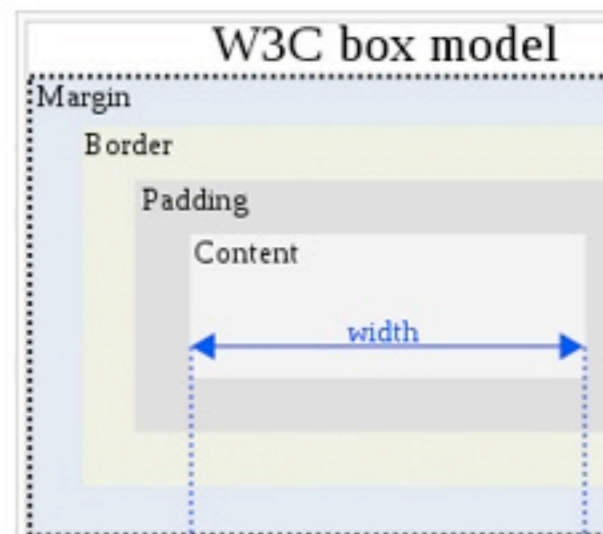 W3C box model
Margin
Border
Padding
Content
width